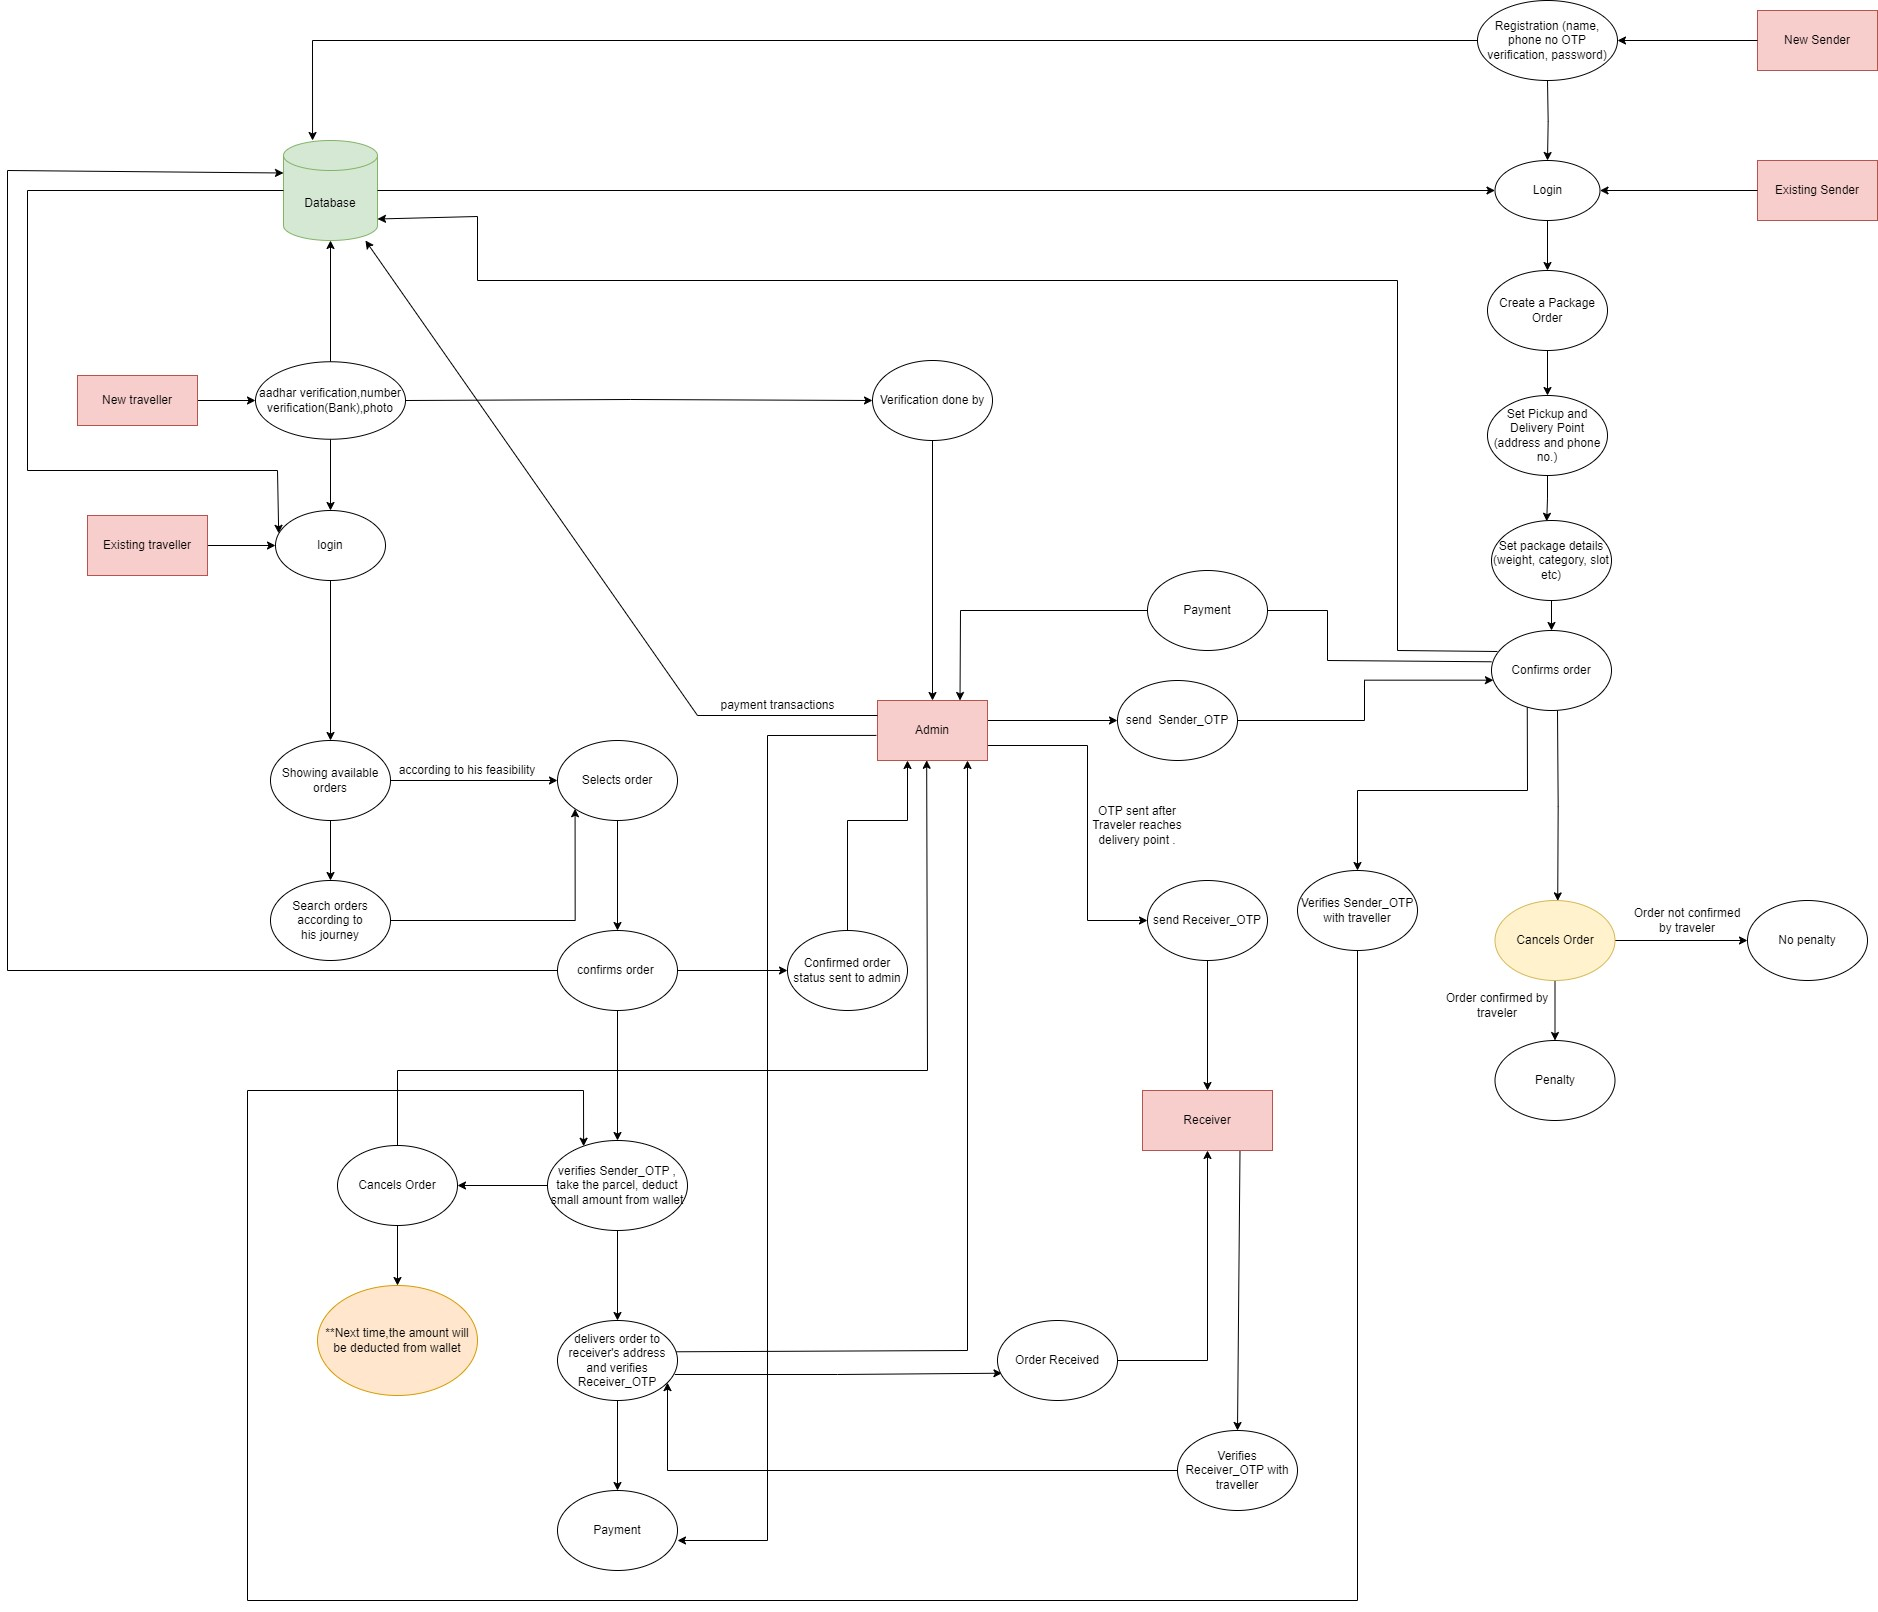 Registration (name,
phone no OTP
verification, password)
New Sender
Database
Login
Existing Sender
Create a Package
Order
New traveller
aadhar verification,number
verification(Bank),photo
Verification done by
Set Pickup and
Delivery Point
(address and phone
no.)
Existing traveller
login
Set package details
(weight, category, slot
etc)
Payment
Confirms order
payment transactions
Admin
send  Sender_OTP
Showing available
orders
according to his feasibility
Selects order
OTP sent after
Traveler reaches
delivery point .
Search orders
according to
his journey
send Receiver_OTP
Verifies Sender_OTP
with traveller
Cancels Order
Order not confirmed
by traveler
No penalty
confirms order
Confirmed order
status sent to admin
Order confirmed by
traveler
Penalty
Receiver
Cancels Order
verifies Sender_OTP ,
take the parcel, deduct
small amount from wallet
**Next time,the amount will
be deducted from wallet
delivers order to
receiver's address
and verifies
Receiver_OTP
Order Received
Verifies
Receiver_OTP with
traveller
Payment